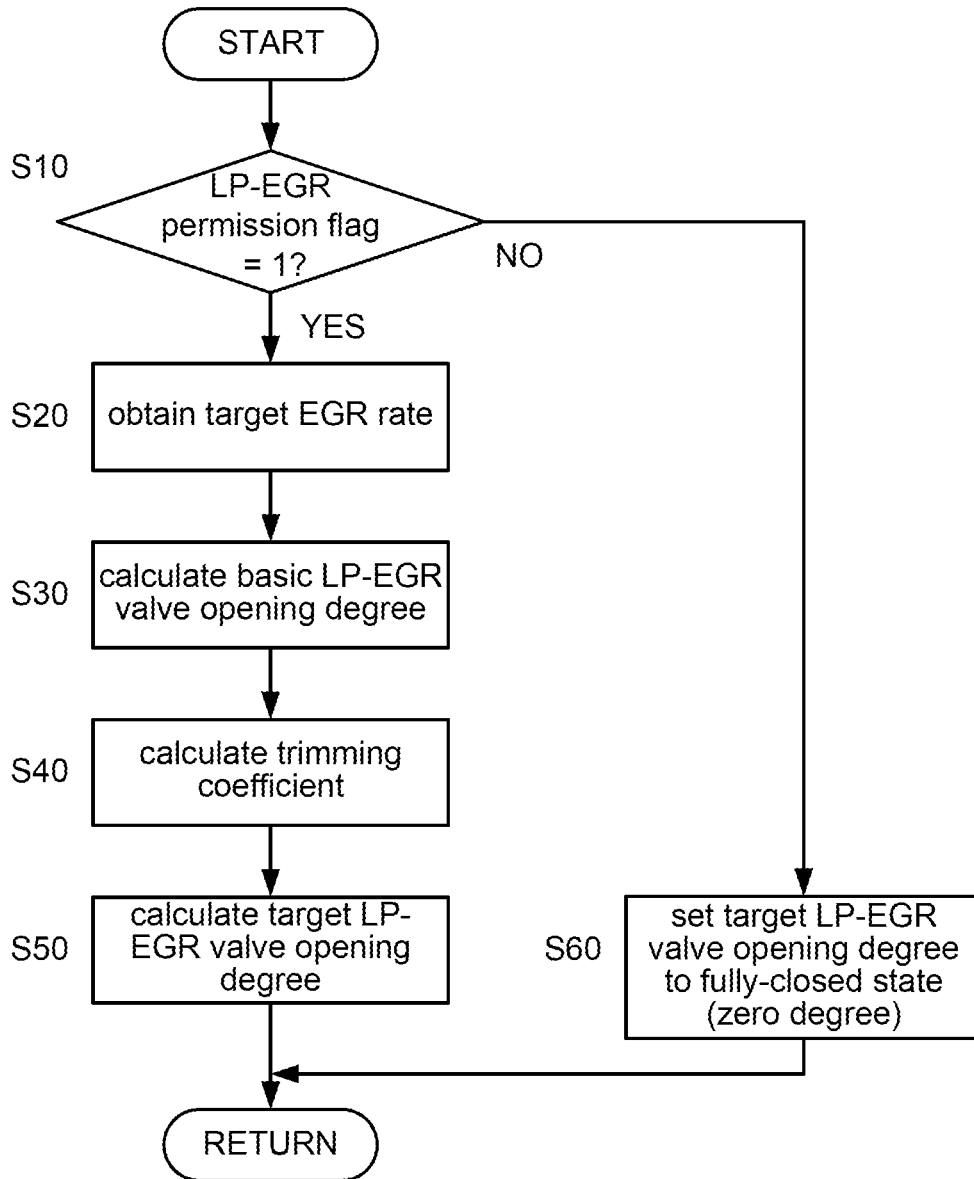 START
S10
LP-EGR
permission flag
= 1?
NO
YES
S20
obtain target EGR rate
S30
calculate basic LP-EGR
valve opening degree
S40
calculate trimming
coefficient
S50
calculate target LP-
EGR valve opening
degree
S60
set target LP-EGR
valve opening degree
to fully-closed state
(zero degree)
RETURN